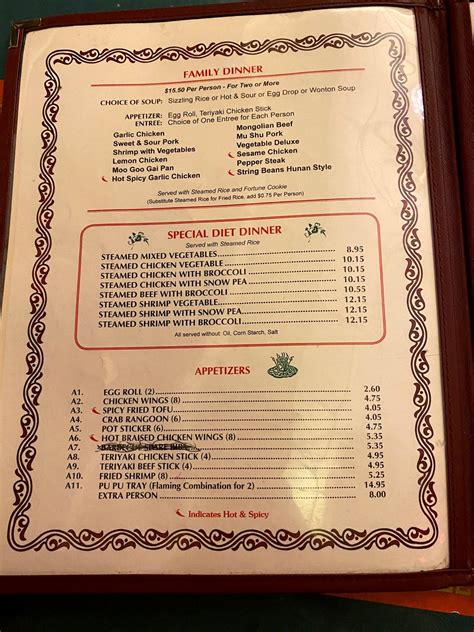 FAMILY DINNER
$15.50 Per Person - For Two or More
CHOICE OF SOUP: Sizzling Rice or Hot & Sour or Egg Drop or Wonton Soup
APPETIZER: Egg Roll, Teriyaki Chicken Stick
ENTREE: Choice of One Entree for Each Person
Garlic Chicken
Sweet & Sour Pork
Shrimp with Vegetables
Lemon Chicken
Moo Goo Gai Pan
Hot Spicy Garlic Chicken
Mongolian Beef
Mu Shu Pork
Vegetable Deluxe
Sesame Chicken
Pepper Steak
String Beans Hunan Style
Served with Steamed Rice and Fortune Cookie
(Substitute Steamed Rice for Fried Rice, add $0.75 Per Person)
SPECIAL DIET DINNER
Served with Steamed Rice
STEAMED MIXED VEGETABLES 8.95
STEAMED CHICKEN VEGETABLE 10.15
STEAMED CHICKEN WITH BROCCOLI 10.15
STEAMED CHICKEN WITH SNOW PEA 10.15
STEAMED BEEF WITH BROCCOLI 10.55
STEAMED SHRIMP VEGETABLE 12.15
STEAMED SHRIMP WITH SNOW PEA 12.15
STEAMED SHRIMP WITH BROCCOLI 12.15
All served without: Oil, Corn Starch, Salt
APPETIZERS
A1. EGG ROLL (2) 2.60
A2. CHICKEN WINGS (8) 4.75
A3. SPICY FRIED TOFU 4.05
A4. CRAB RANGOON (6) 4.05
A5. POT STICKER (6) 4.75
A6. HOT BRAISED CHICKEN WINGS (8) 5.35
A7. 5.35
A8. TERIYAKI CHICKEN STICK (4) 5.35
A9. TERIYAKI BEEF STICK (4) 5.35
A10. FRIED SHRIMP (8) 5.25
A11. PU PU TRAY (Flaming Combination for 2) 14.95
EXTRA PERSON 8.00
Indicates Hot & Spicy